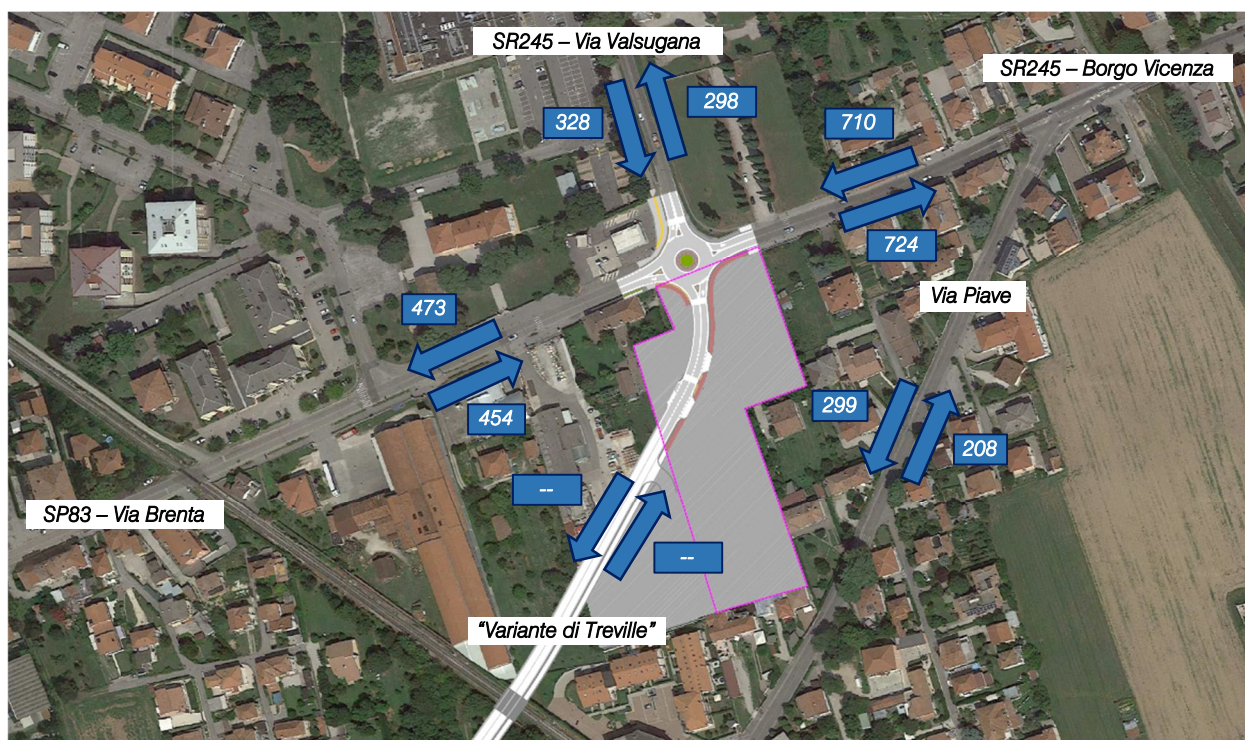 SR245 – Via Valsugana
SR245 – Borgo Vicenza
328
298
710
724
Via Piave
473
454
299
208
--
--
SP83 – Via Brenta
“Variante di Treville”